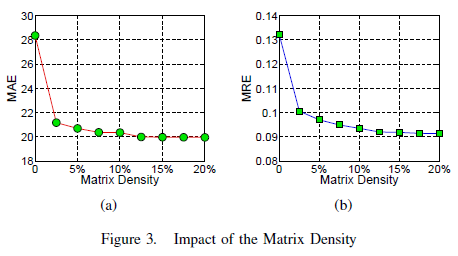 30
28
26
24
22
20
18
MAE
0 5% 10% 15% 20%
Matrix Density
(a)
0.14
0.13
0.12
0.11
0.1
0.09
0.08
MRE
0 5% 10% 15% 20%
Matrix Density
(b)
Figure 3. Impact of the Matrix Density